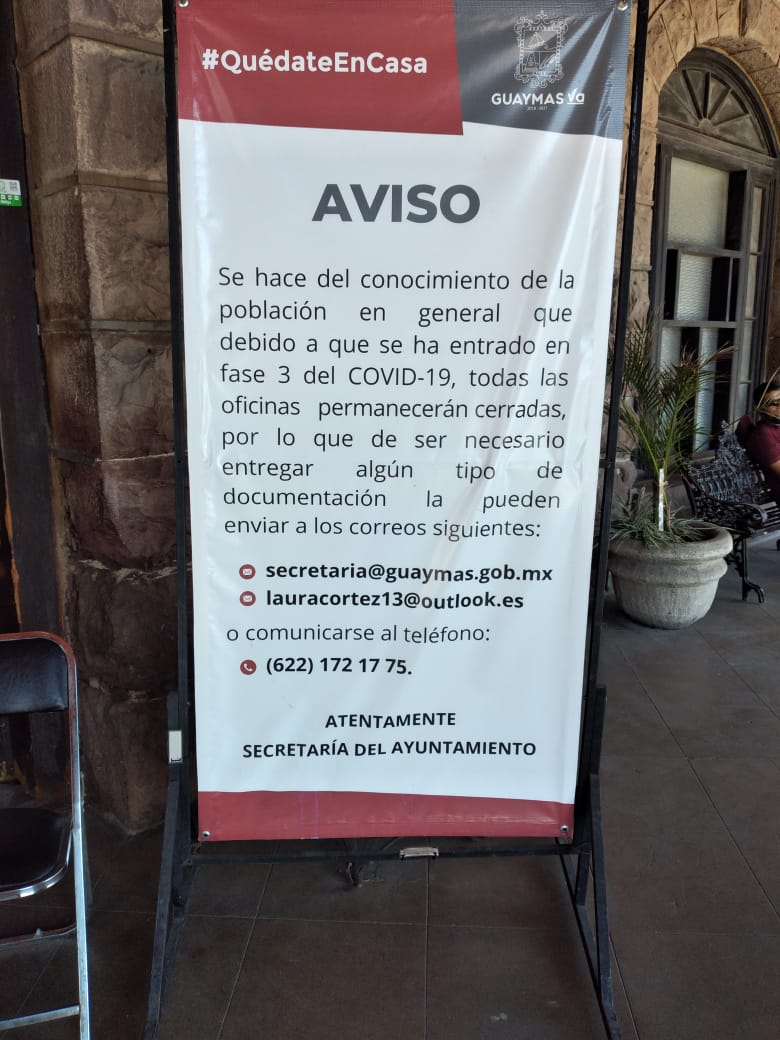 #QuédateEnCasa
GUAYMAS va
AVISO
Se hace del conocimiento de la
población en general que
debido a que se ha entrado en
fase 3 del COVID-19, todas las
oficinas permanecerán cerradas,
por lo que de ser necesario
entregar algún tipo de
documentación la pueden
enviar a los correos siguientes:
secretaria@guaymas.gob.mx
lauracortez13@outlook.es
o comunicarse al teléfono:
(622) 172 17 75.
ATENTAMENTE
SECRETARÍA DEL AYUNTAMIENTO